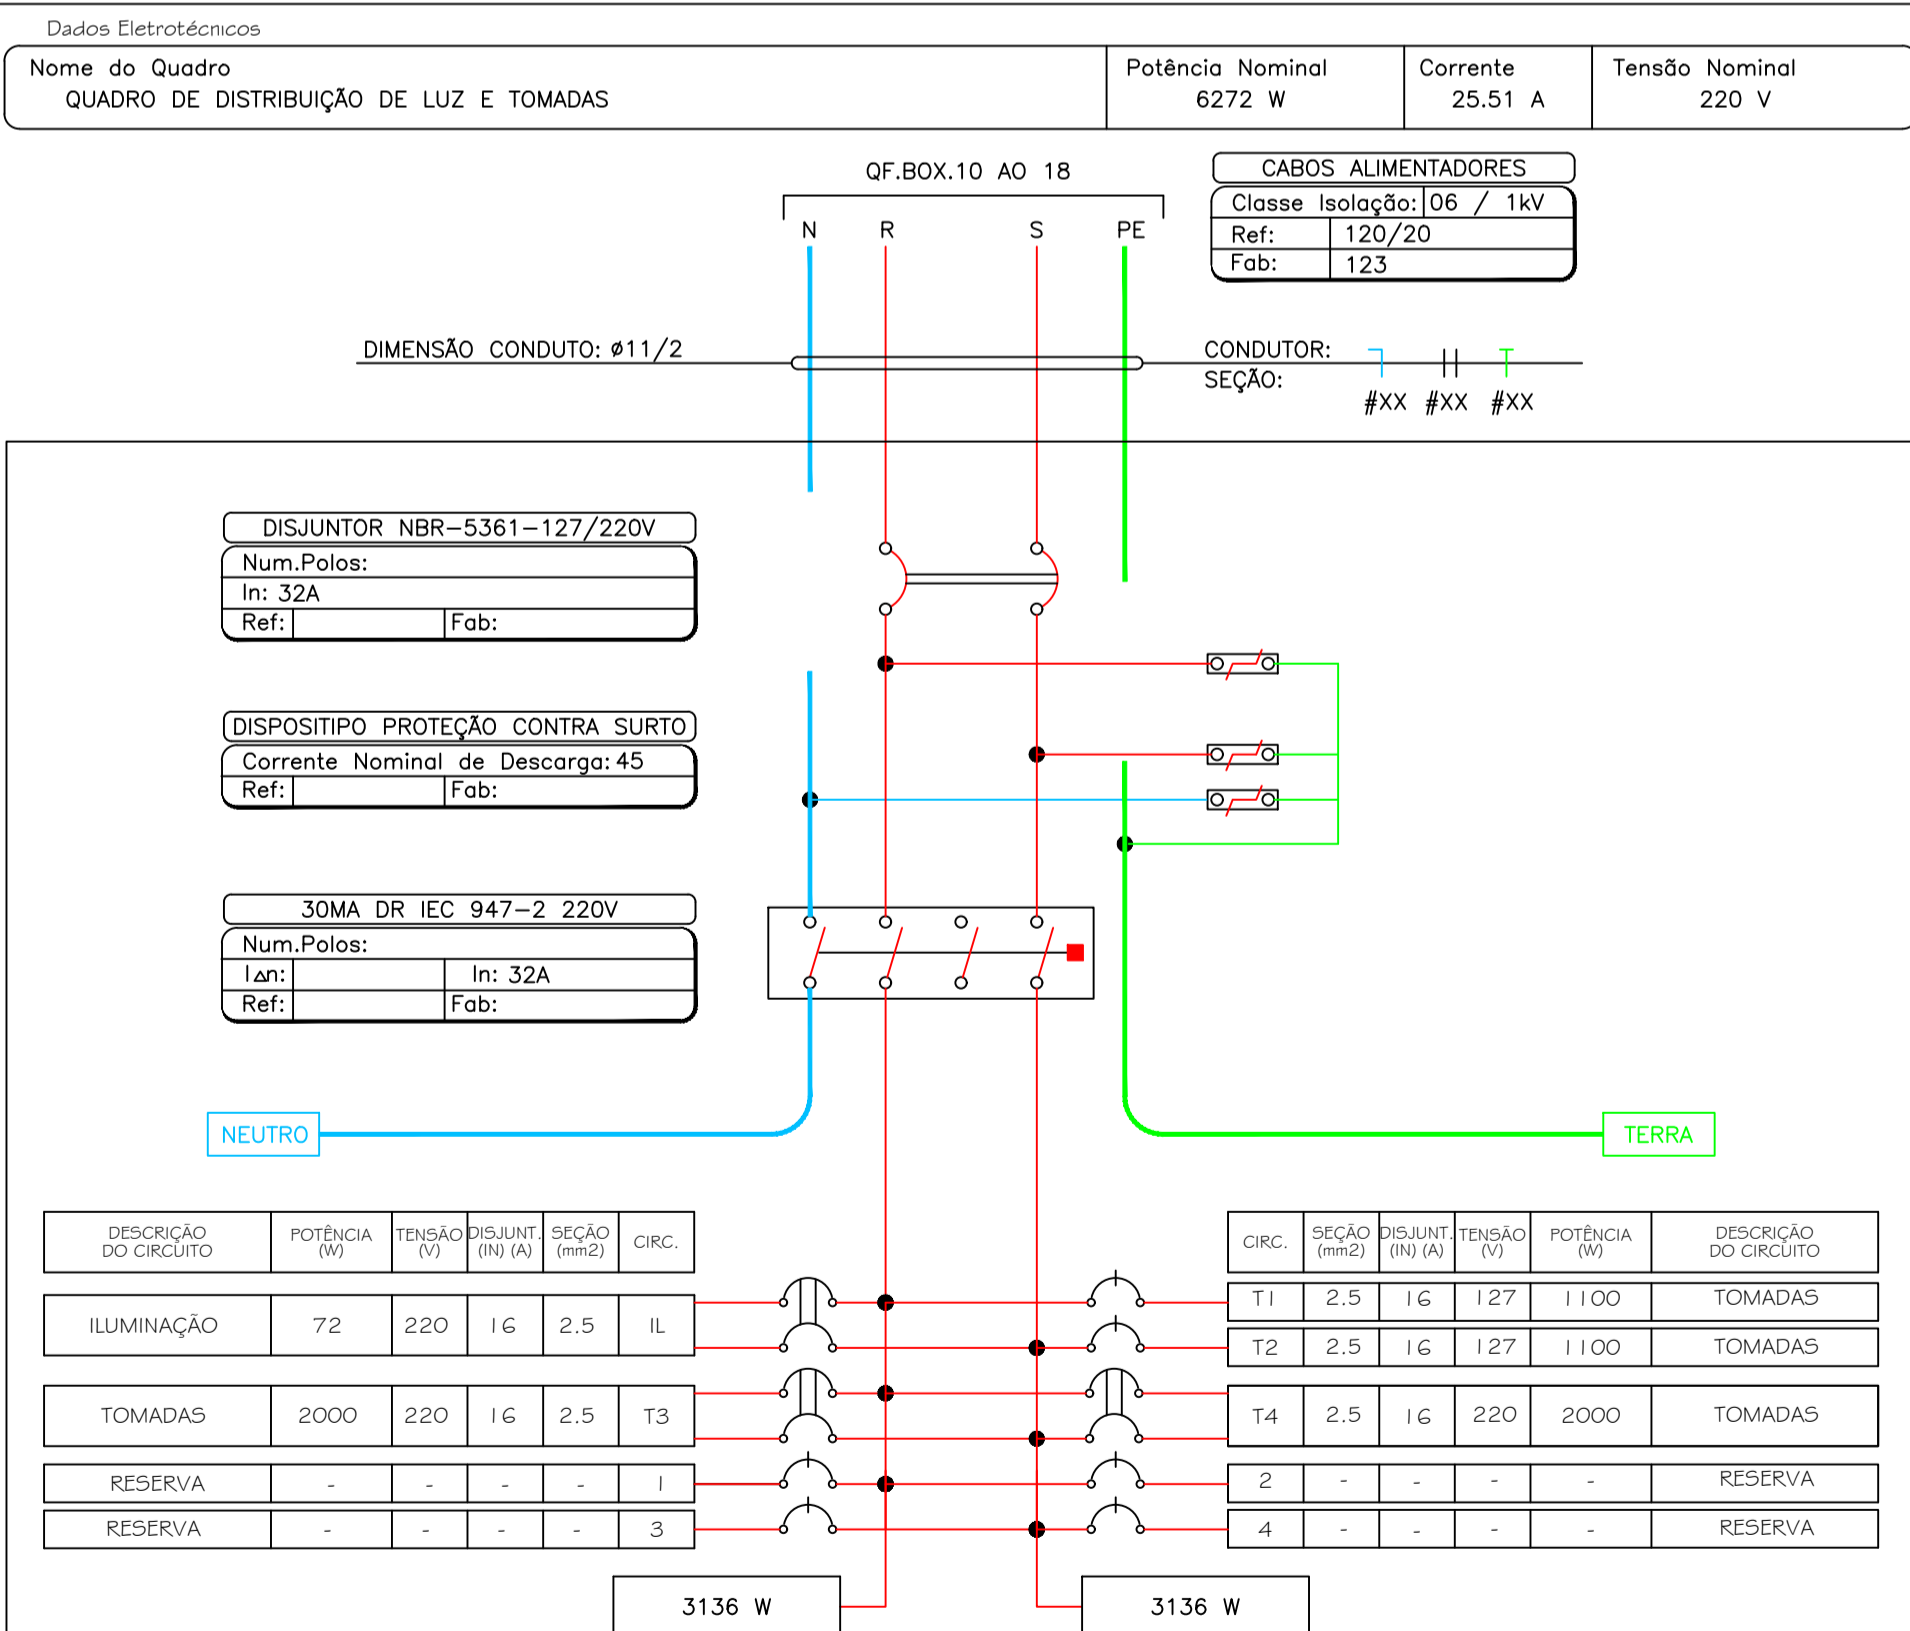 Dados Eletrotécnicos
Nome do Quadro
QUADRO DE DISTRIBUIÇÃO DE LUZ E TOMADAS
Potência Nominal
6272 W
Corrente
25.51 A
Tensão Nominal
220 V
QF.BOX.10 AO 18
N R S PE
CABOS ALIMENTADORES
Classe Isolação: 06 / 1kV
Ref: 120/20
Fab: 123
DIMENSÃO CONDUTO: ø11/2
CONDUTOR:
SEÇÃO:
#XX #XX #XX
DISJUNTOR NBR-5361-127/220V
Num.Polos:
In: 32A
Ref: Fab:
DISPOSITIPO PROTEÇÃO CONTRA SURTO
Corrente Nominal de Descarga: 45
Ref: Fab:
30MA DR IEC 947-2 220V
Num.Polos:
I△n: In: 32A
Ref: Fab:
NEUTRO
TERRA
DESCRIÇÃO DO CIRCUITO POTÊNCIA (W) TENSÃO (V) DISJUNT. (IN) (A) SEÇÃO (mm2) CIRC.
ILUMINAÇÃO 72 220 16 2.5 IL
TOMADAS 2000 220 16 2.5 T3
RESERVA - - - - 1
RESERVA - - - - 3
CIRC. SEÇÃO (mm2) DISJUNT. (IN) (A) TENSÃO (V) POTÊNCIA (W) DESCRIÇÃO DO CIRCUITO
T1 2.5 16 127 1100 TOMADAS
T2 2.5 16 127 1100 TOMADAS
T4 2.5 16 220 2000 TOMADAS
2 - - - - RESERVA
4 - - - - RESERVA
3136 W
3136 W